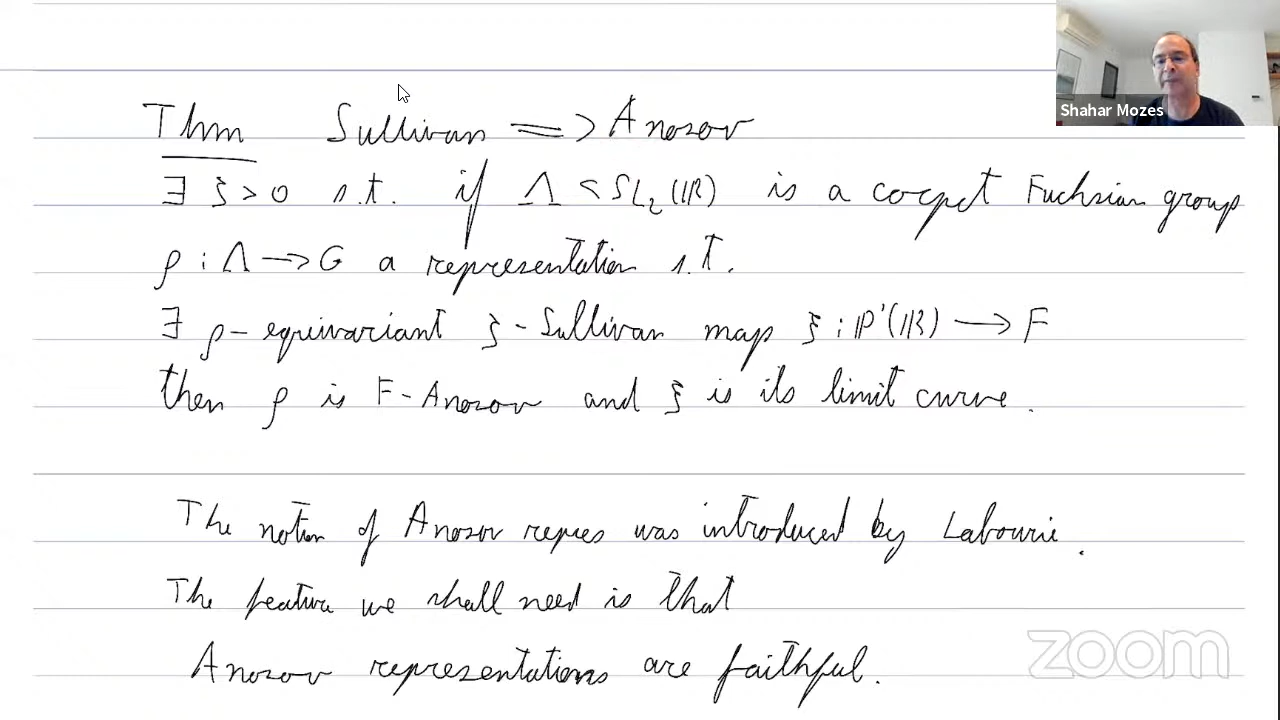 Shahar Mozes
Thm Sullivan ⟹ Anosov
∃ ζ > 0 s.t. if Λ < SL₂(ℝ) is a cocpct Fuchsian group
ρ : Λ → G a representation s.t.
∃ ρ-equivariant ζ-Sullivan map ξ : ℙ¹(ℝ) → F
then ρ is F-Anosov and ξ is its limit curve.
The notion of Anosov repres was introduced by Labourie.
The feature we shall need is that
Anosov representations are faithful.
zoom